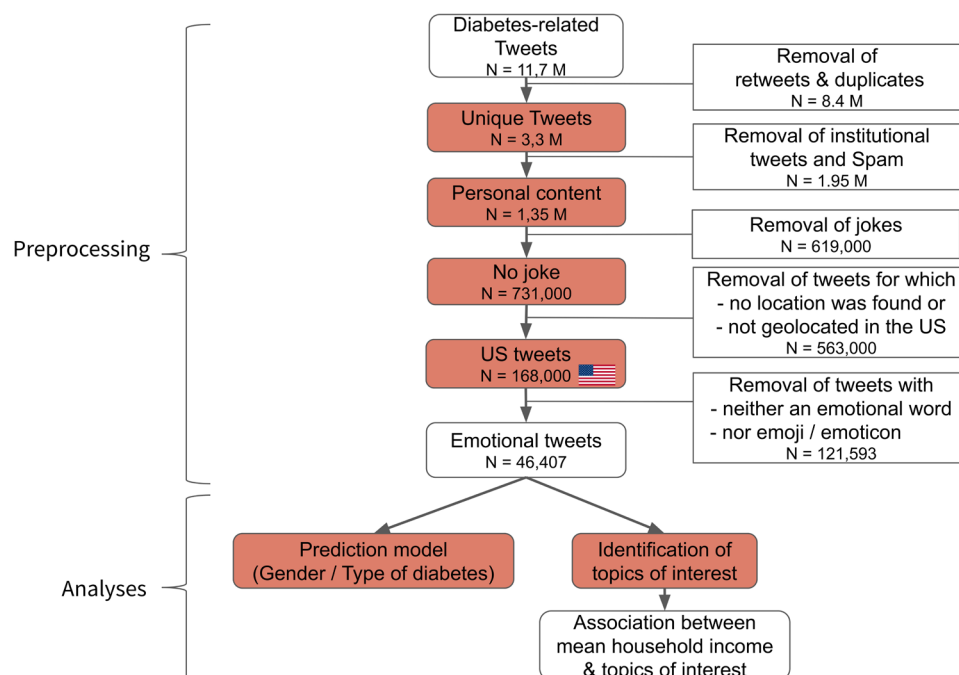 Diabetes-related
Tweets
N = 11,7 M
Removal of
retweets & duplicates
N = 8.4 M
Unique Tweets
N = 3,3 M
Removal of institutional
tweets and Spam
N = 1.95 M
Personal content
N = 1,35 M
Removal of jokes
N = 619,000
Preprocessing
No joke
N = 731,000
Removal of tweets for which
- no location was found or
- not geolocated in the US
N = 563,000
US tweets
N = 168,000
Removal of tweets with
- neither an emotional word
- nor emoji / emoticon
N = 121,593
Emotional tweets
N = 46,407
Analyses
Prediction model
(Gender / Type of diabetes)
Identification of
topics of interest
Association between
mean household income
& topics of interest